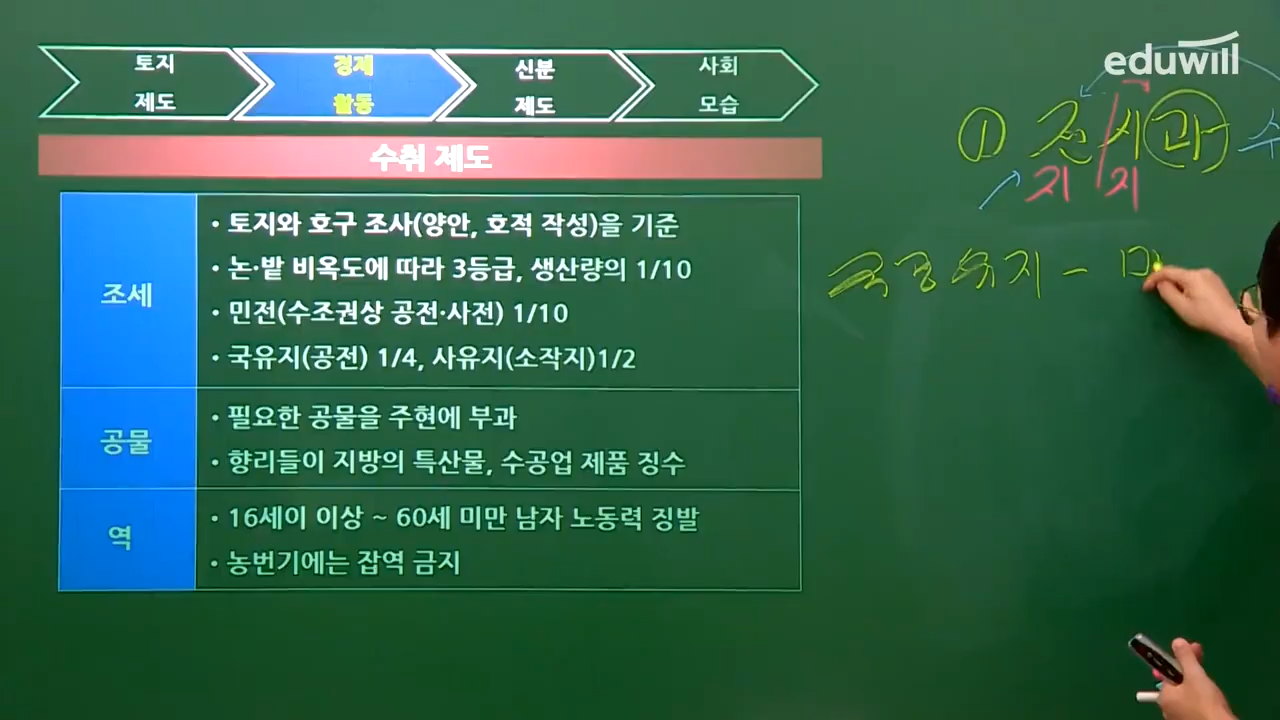 eduwill
토지
제도
경제
활동
신분
제도
사회
모습
① 전 시 과 수
지 지
수취 제도
조세
• 토지와 호구 조사(양안, 호적 작성)을 기준
• 논·밭 비옥도에 따라 3등급, 생산량의 1/10
• 민전(수조권상 공전·사전) 1/10
• 국유지(공전) 1/4, 사유지(소작지)1/2
공물
• 필요한 공물을 주현에 부과
• 향리들이 지방의 특산물, 수공업 제품 징수
역
• 16세이 이상 ~ 60세 미만 남자 노동력 징발
• 농번기에는 잡역 금지